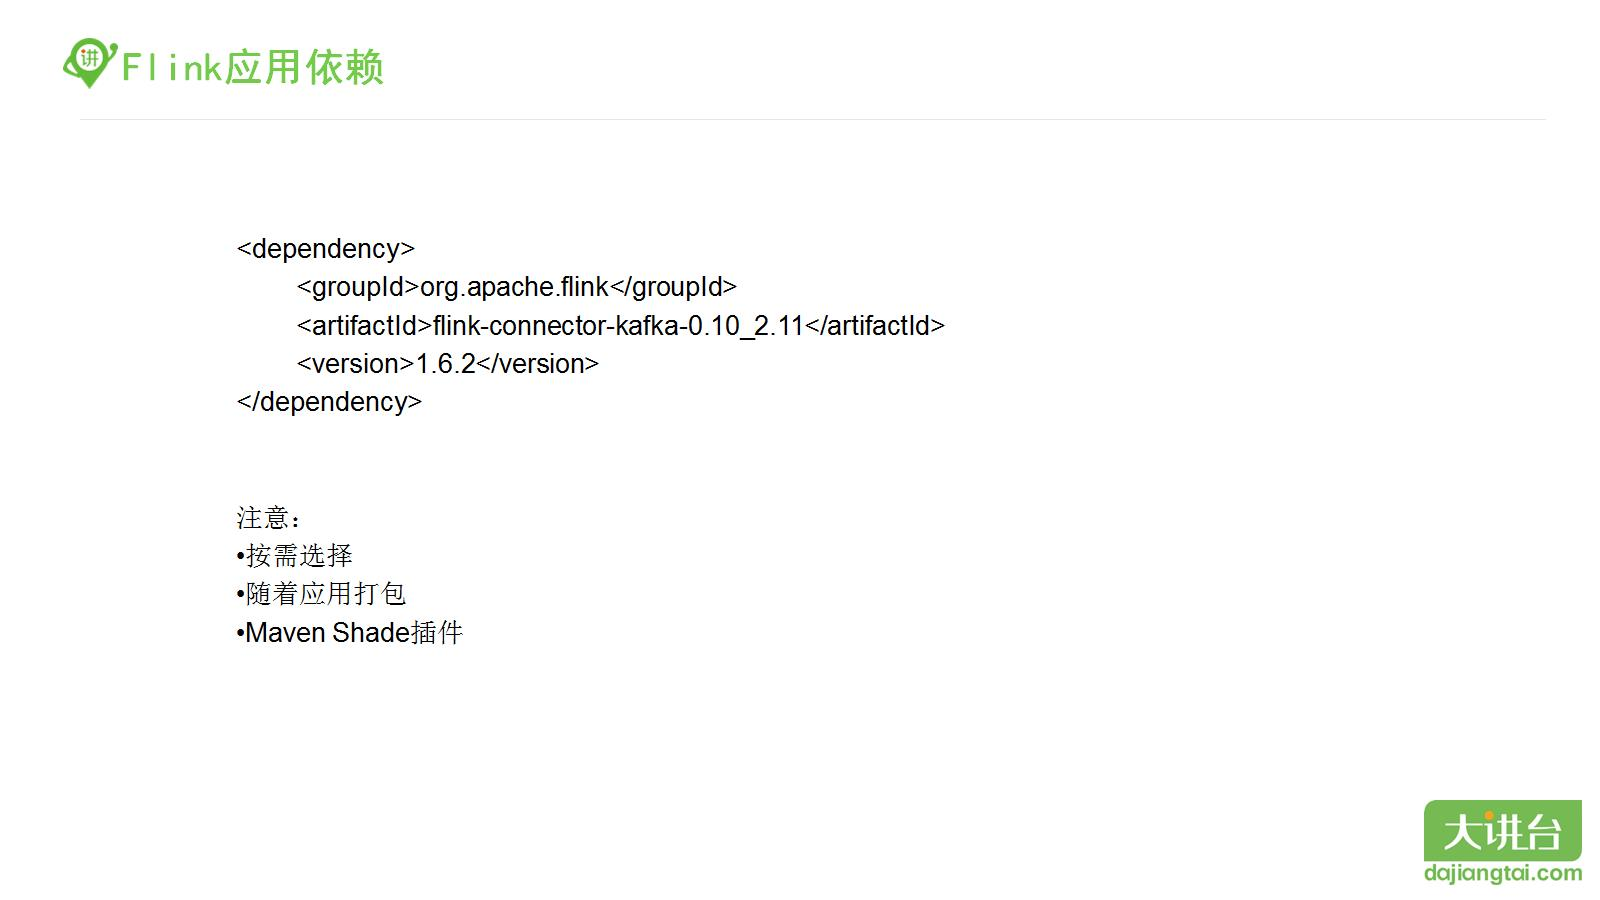 讲
Flink应用依赖
<dependency>
<groupId>org.apache.flink</groupId>
<artifactId>flink-connector-kafka-0.10_2.11</artifactId>
<version>1.6.2</version>
</dependency>
注意：
•按需选择
•随着应用打包
•Maven Shade插件
大讲台
dajiangtai.com